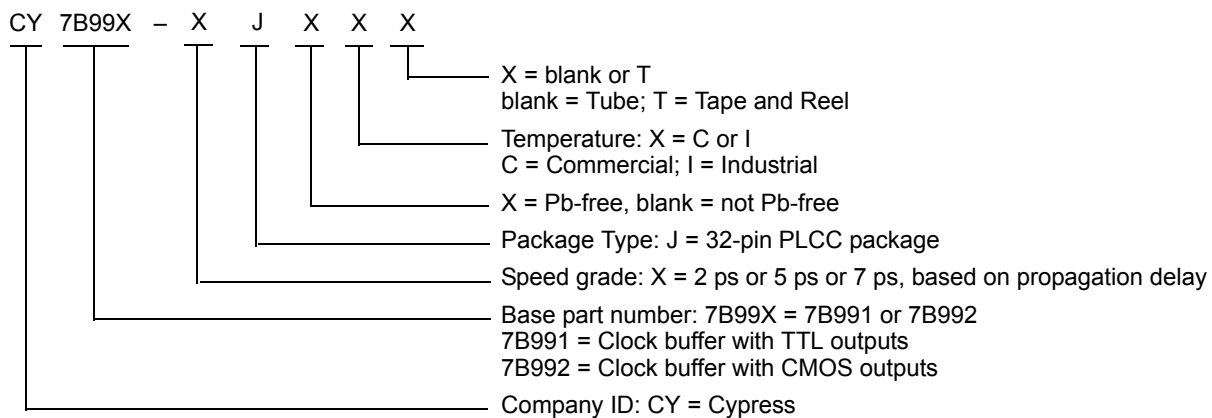 CY 7B99X – X J X X X
X = blank or T
blank = Tube; T = Tape and Reel
Temperature: X = C or I
C = Commercial; I = Industrial
X = Pb-free, blank = not Pb-free
Package Type: J = 32-pin PLCC package
Speed grade: X = 2 ps or 5 ps or 7 ps, based on propagation delay
Base part number: 7B99X = 7B991 or 7B992
7B991 = Clock buffer with TTL outputs
7B992 = Clock buffer with CMOS outputs
Company ID: CY = Cypress